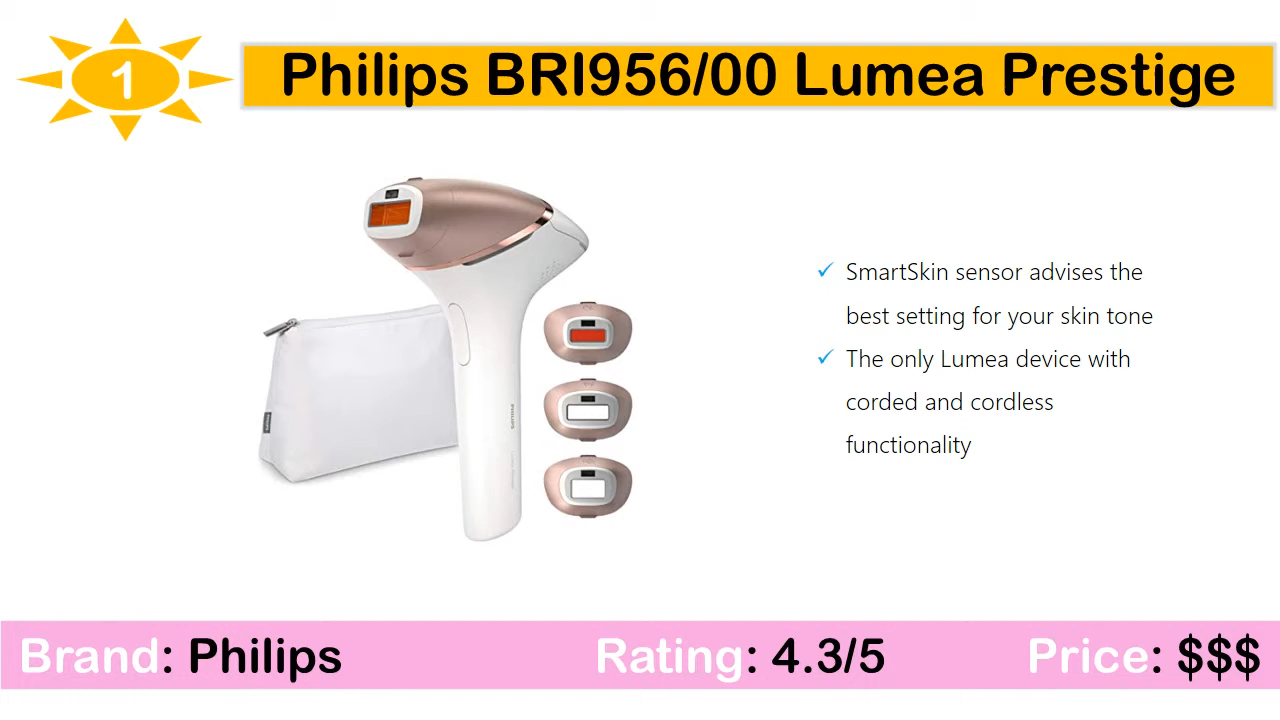 1
Philips BRI956/00 Lumea Prestige
✓ SmartSkin sensor advises the
best setting for your skin tone
✓ The only Lumea device with
corded and cordless
functionality
PHILIPS
Brand: Philips Rating: 4.3/5 Price: $$$